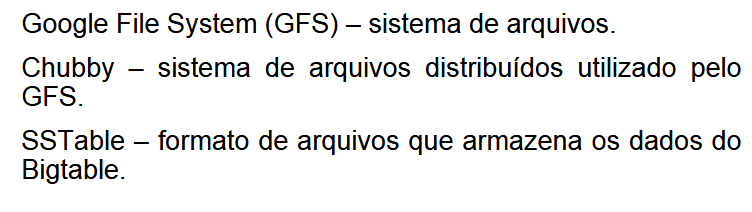 Google File System (GFS) – sistema de arquivos.
Chubby – sistema de arquivos distribuídos utilizado pelo
GFS.
SSTable – formato de arquivos que armazena os dados do
Bigtable.